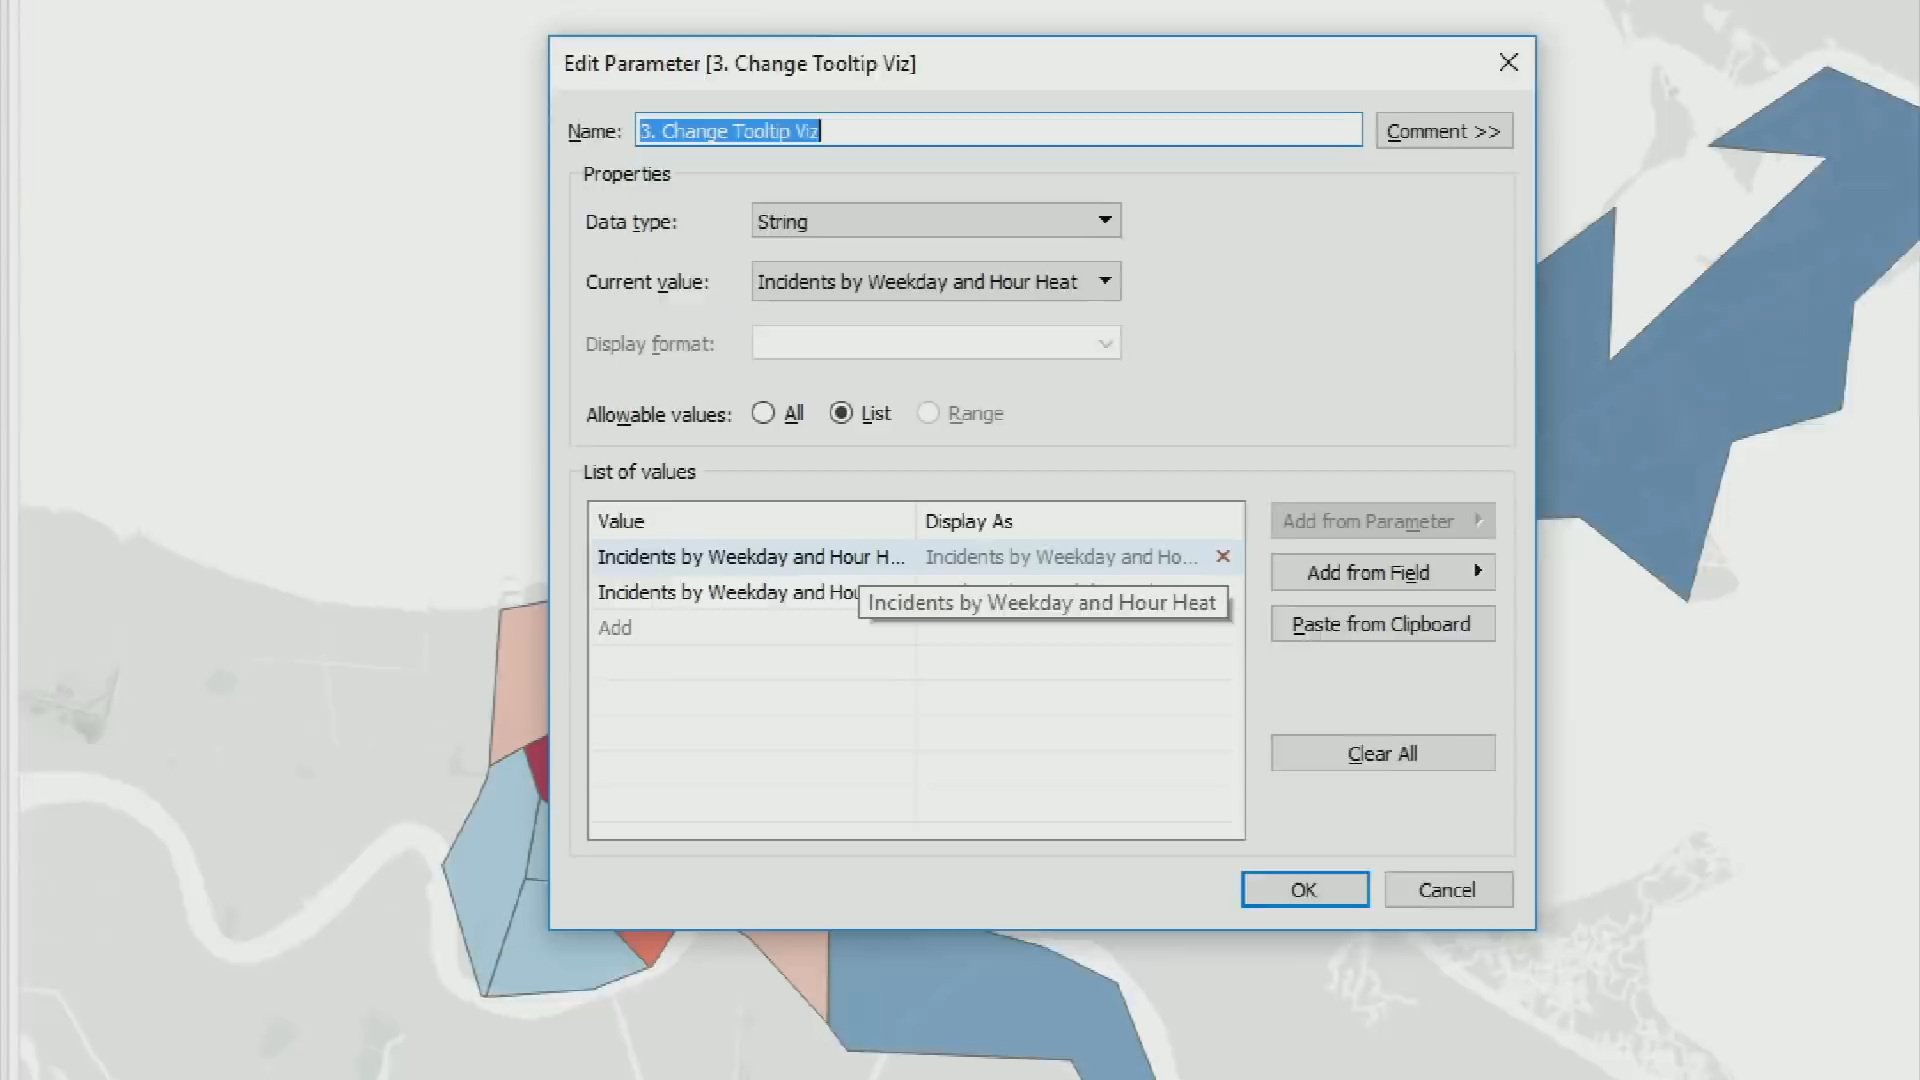 Edit Parameter [3. Change Tooltip Viz]
Name: 3. Change Tooltip Viz Comment >>
Properties
Data type: String
Current value: Incidents by Weekday and Hour Heat
Display format:
Allowable values: All List Range
List of values
Value Display As
Incidents by Weekday and Hour H... Incidents by Weekday and Ho...
Incidents by Weekday and
Incidents by Weekday and Hour Heat
Add
Add from Parameter
Add from Field
Paste from Clipboard
Clear All
OK Cancel